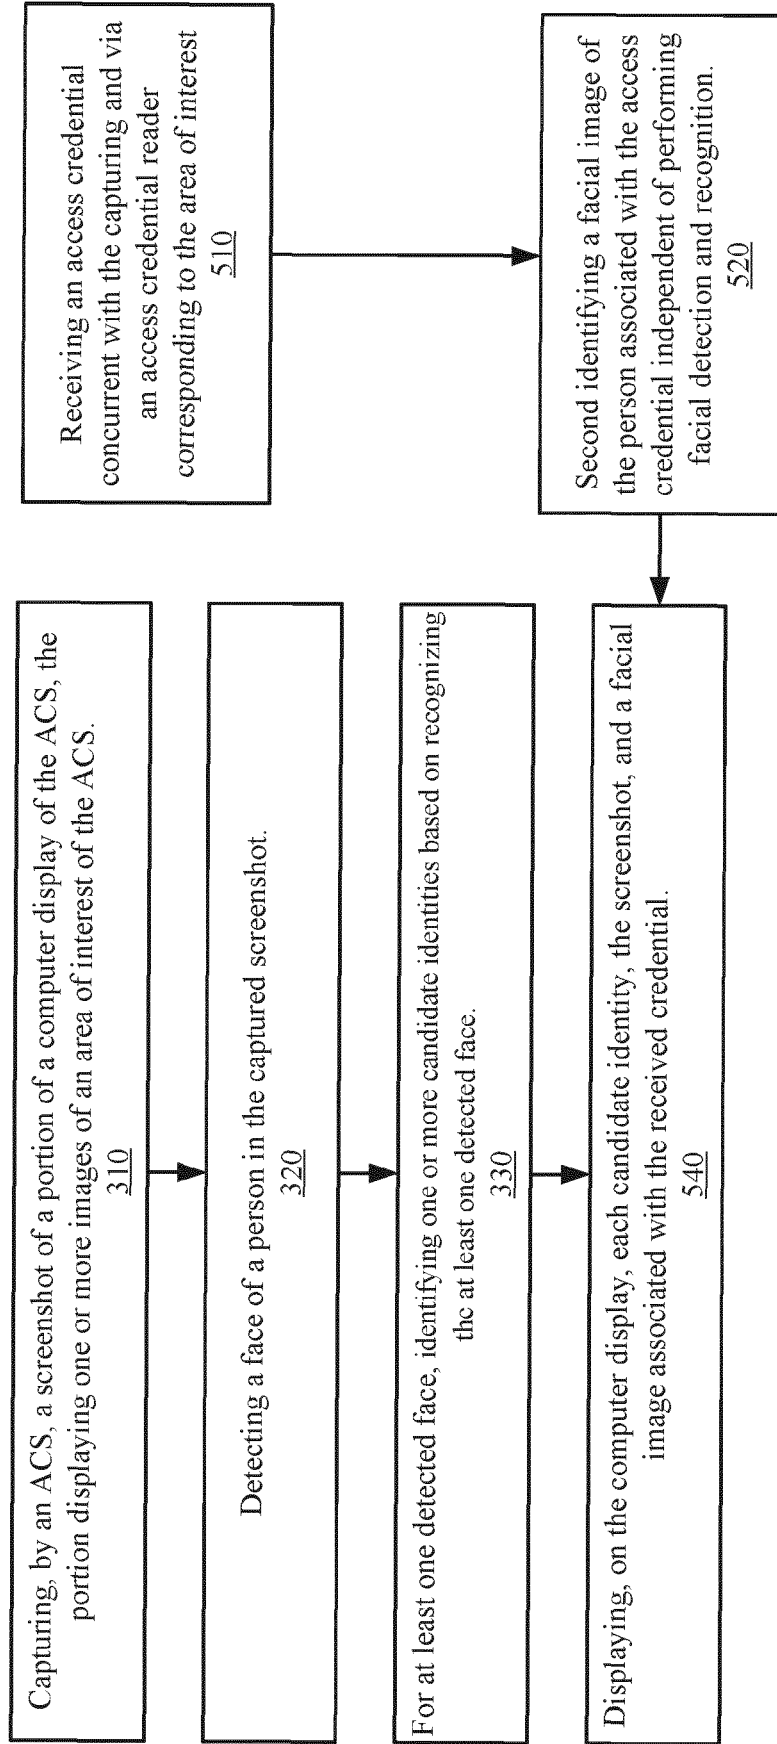 Capturing, by an ACS, a screenshot of a portion of a computer display of the ACS, the
portion displaying one or more images of an area of interest of the ACS.
310
Detecting a face of a person in the captured screenshot.
320
For at least one detected face, identifying one or more candidate identities based on recognizing
thc at least one detected face.
330
Displaying, on the computer display, each candidate identity, the screenshot, and a facial
image associated with the received credential.
540
Receiving an access credential
concurrent with the capturing and via
an access credential reader
corresponding to the area of interest
510
Second identifying a facial image of
the person associated with the access
credential independent of performing
facial detection and recognition.
520